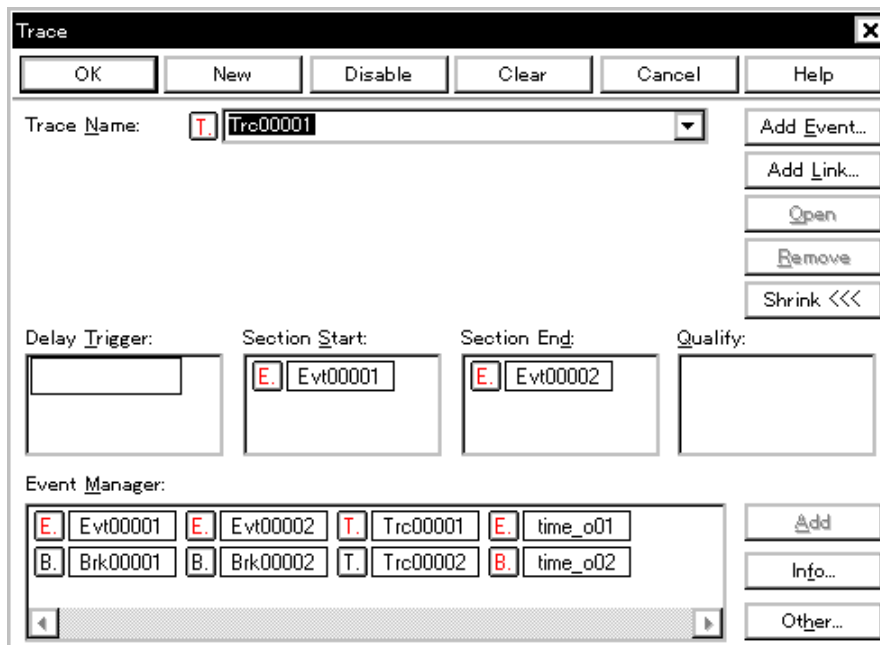 Trace
OK New Disable Clear Cancel Help
Trace Name: T. Trc00001 Add Event...
Add Link...
Open
Remove
Shrink <<<
Delay Trigger: Section Start: Section End: Qualify:
E. Evt00001 E. Evt00002
Event Manager:
E. Evt00001 E. Evt00002 T. Trc00001 E. time_o01 Add
B. Brk00001 B. Brk00002 T. Trc00002 B. time_o02 Info...
Other...